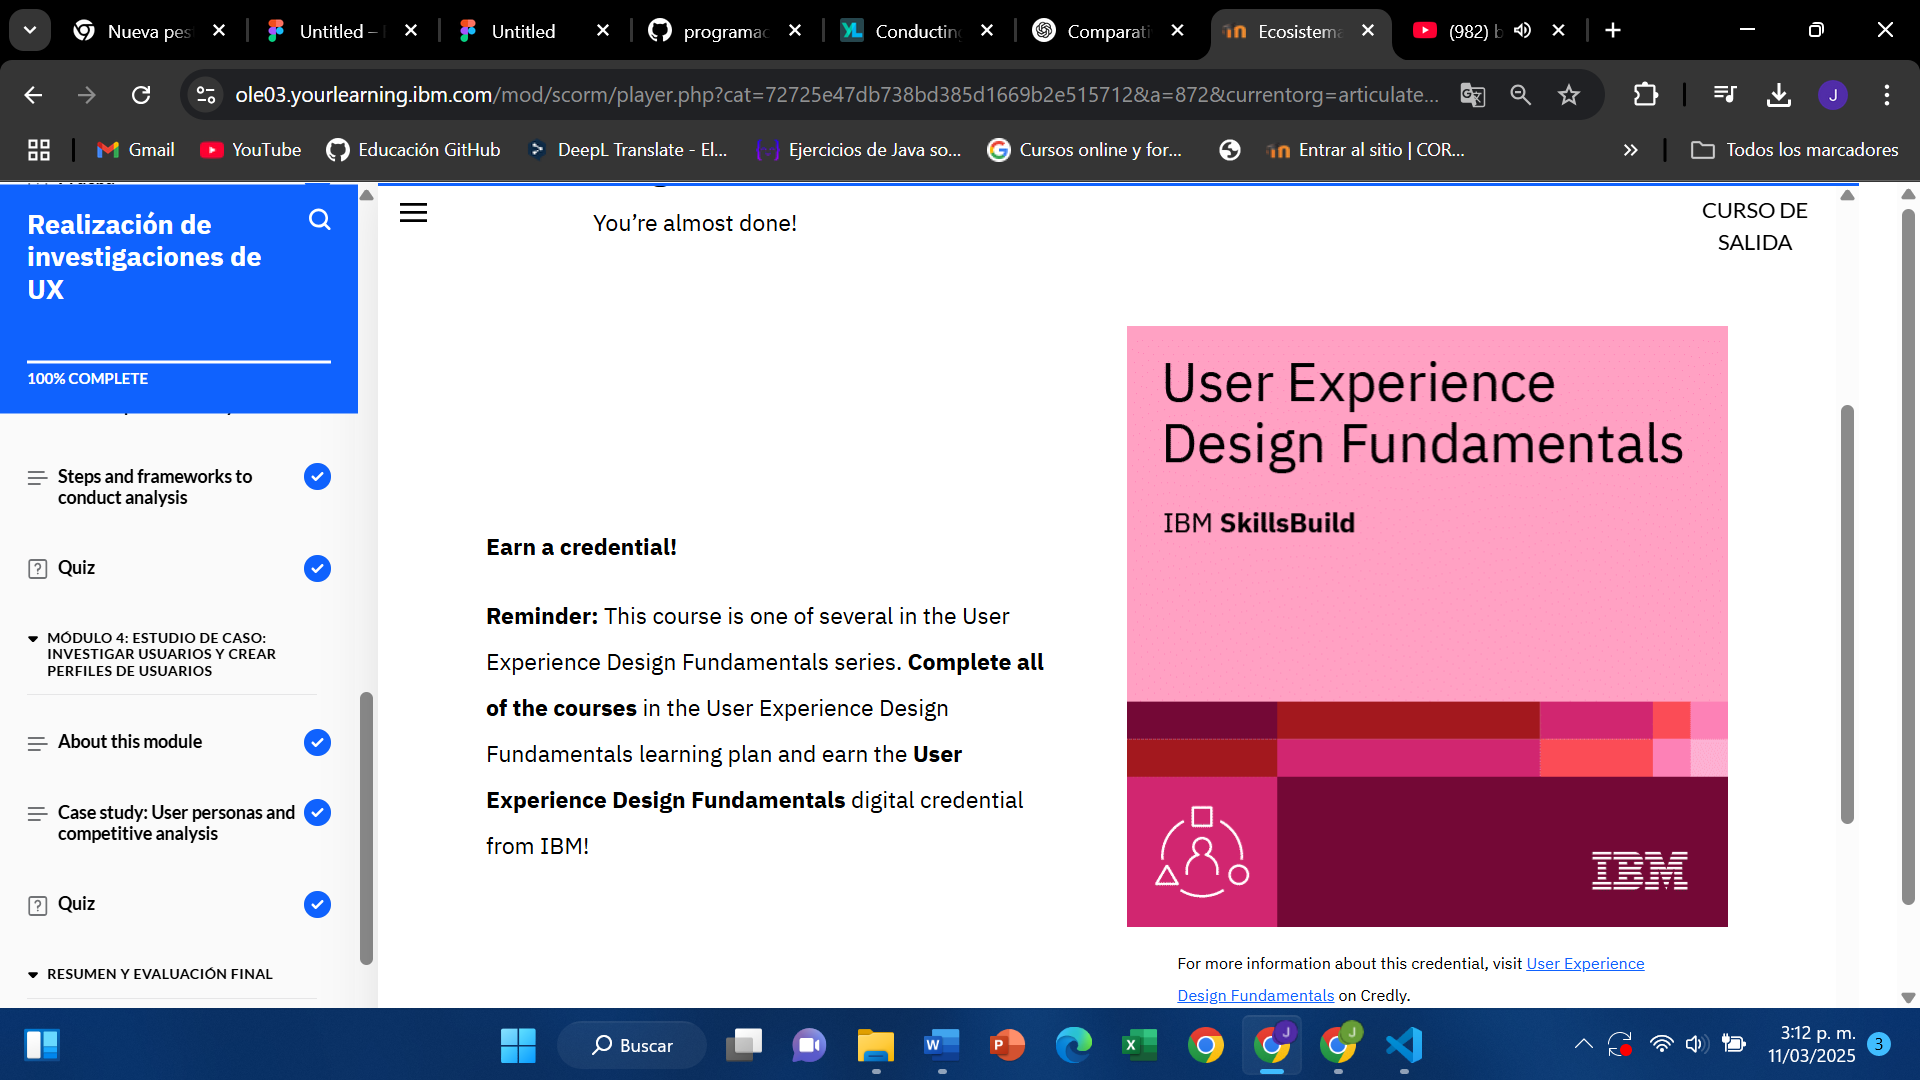 Nueva pes
Untitled –
Untitled
programac
Conducting
Comparati
Ecosistema
(982) b
ole03.yourlearning.ibm.com/mod/scorm/player.php?cat=72725e47db738bd385d1669b2e515712&a=872&currentorg=articulate...
J
Gmail
YouTube
Educación GitHub
DeepL Translate - El...
Ejercicios de Java so...
Cursos online y for...
Entrar al sitio | COR...
Todos los marcadores
Realización de
investigaciones de
UX
100% COMPLETE
Steps and frameworks to
conduct analysis
Quiz
MÓDULO 4: ESTUDIO DE CASO:
INVESTIGAR USUARIOS Y CREAR
PERFILES DE USUARIOS
About this module
Case study: User personas and
competitive analysis
Quiz
RESUMEN Y EVALUACIÓN FINAL
You’re almost done!
CURSO DE
SALIDA
Earn a credential!
Reminder: This course is one of several in the User
Experience Design Fundamentals series. Complete all
of the courses in the User Experience Design
Fundamentals learning plan and earn the User
Experience Design Fundamentals digital credential
from IBM!
User Experience
Design Fundamentals
IBM SkillsBuild
IBM
For more information about this credential, visit User Experience
Design Fundamentals on Credly.
Buscar
3:12 p. m.
11/03/2025
3